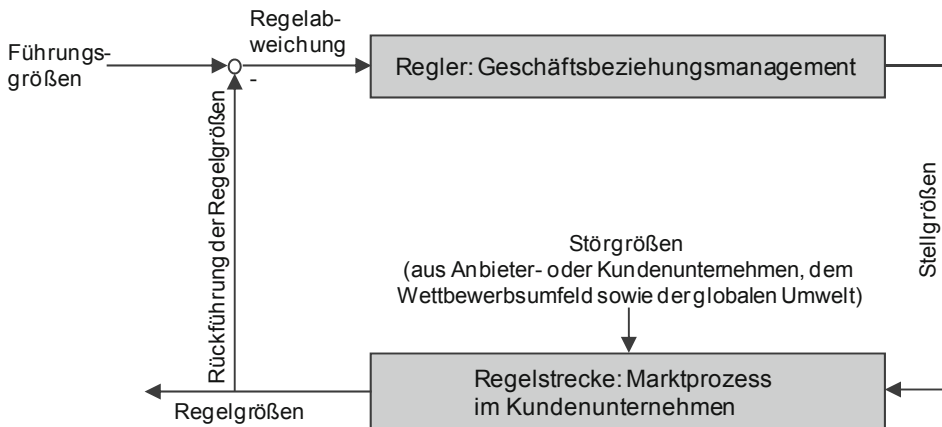 Führungs-
größen
Regelab-
weichung
-
Regler: Geschäftsbeziehungsmanagement
Rückführung der Regelgrößen
Stellgrößen
Störgrößen
(aus Anbieter- oder Kundenunternehmen, dem
Wettbewerbsumfeld sowie der globalen Umwelt)
Regelstrecke: Marktprozess
im Kundenunternehmen
Regelgrößen